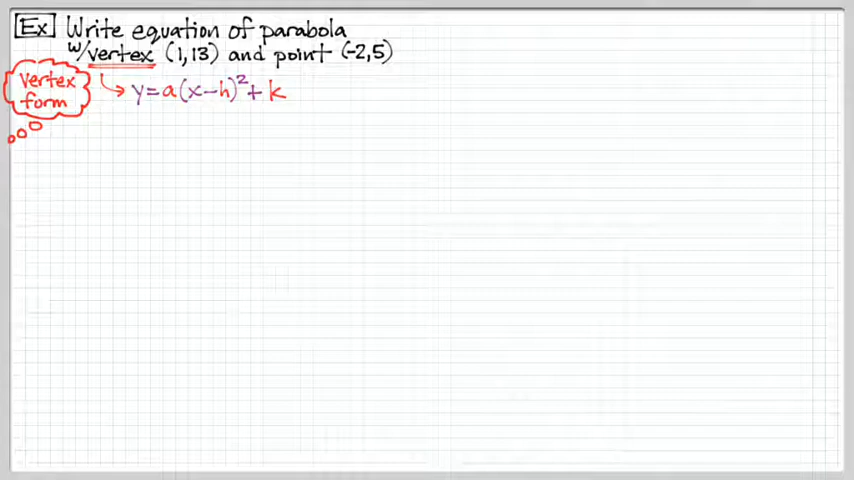 Ex Write equation of parabola
w/vertex (1,13) and point (-2,5)
Vertex
form
y=a(x-h)²+k